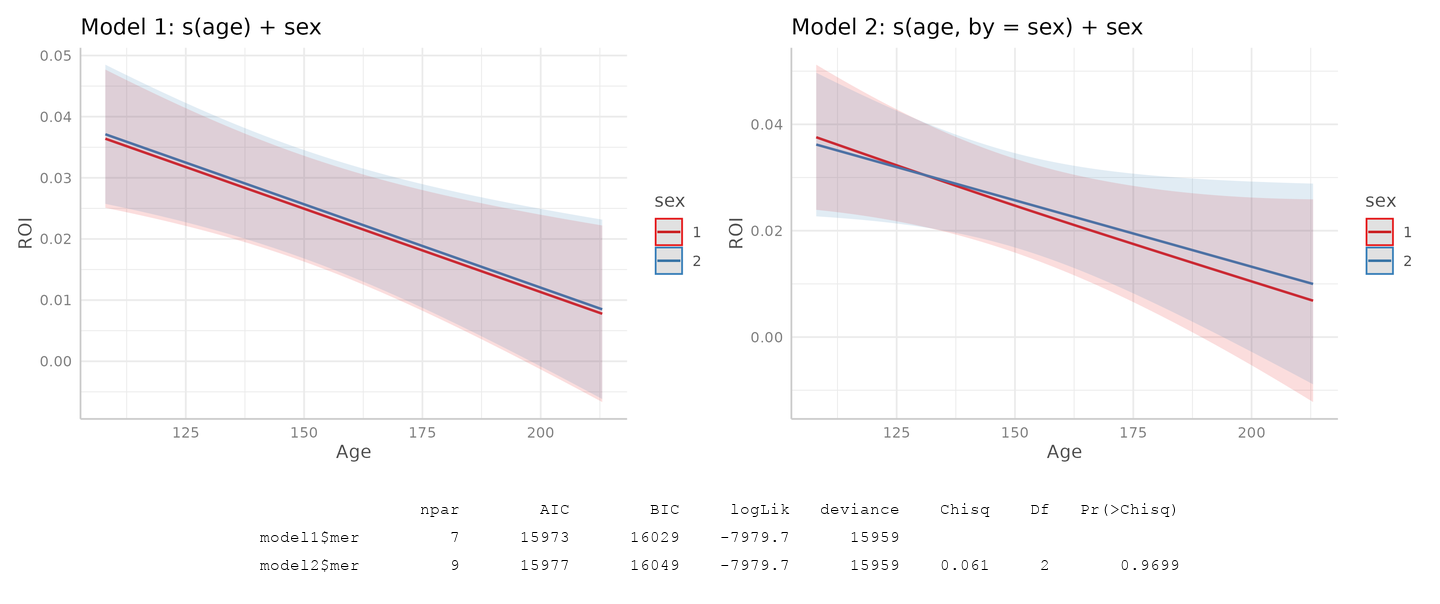 Model 1: s(age) + sex
0.05
0.04
0.03
0.02
0.01
0.00
ROI
125 150 175 200
Age
sex
1
2
Model 2: s(age, by = sex) + sex
0.04
0.02
0.00
ROI
125 150 175 200
Age
sex
1
2
npar AIC BIC logLik deviance Chisq Df Pr(>Chisq)
model1$mer 7 15973 16029 -7979.7 15959
model2$mer 9 15977 16049 -7979.7 15959 0.061 2 0.9699